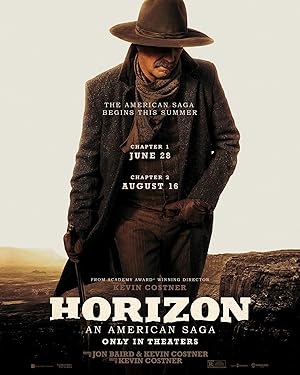 THE AMERICAN SAGA
BEGINS THIS SUMMER
CHAPTER 1
JUNE 28
CHAPTER 2
AUGUST 16
FROM ACADEMY AWARD® WINNING DIRECTOR
KEVIN COSTNER
HORIZON
AN AMERICAN SAGA
ONLY IN THEATERS
JON BAIRD & KEVIN COSTNER
KEVIN COSTNER